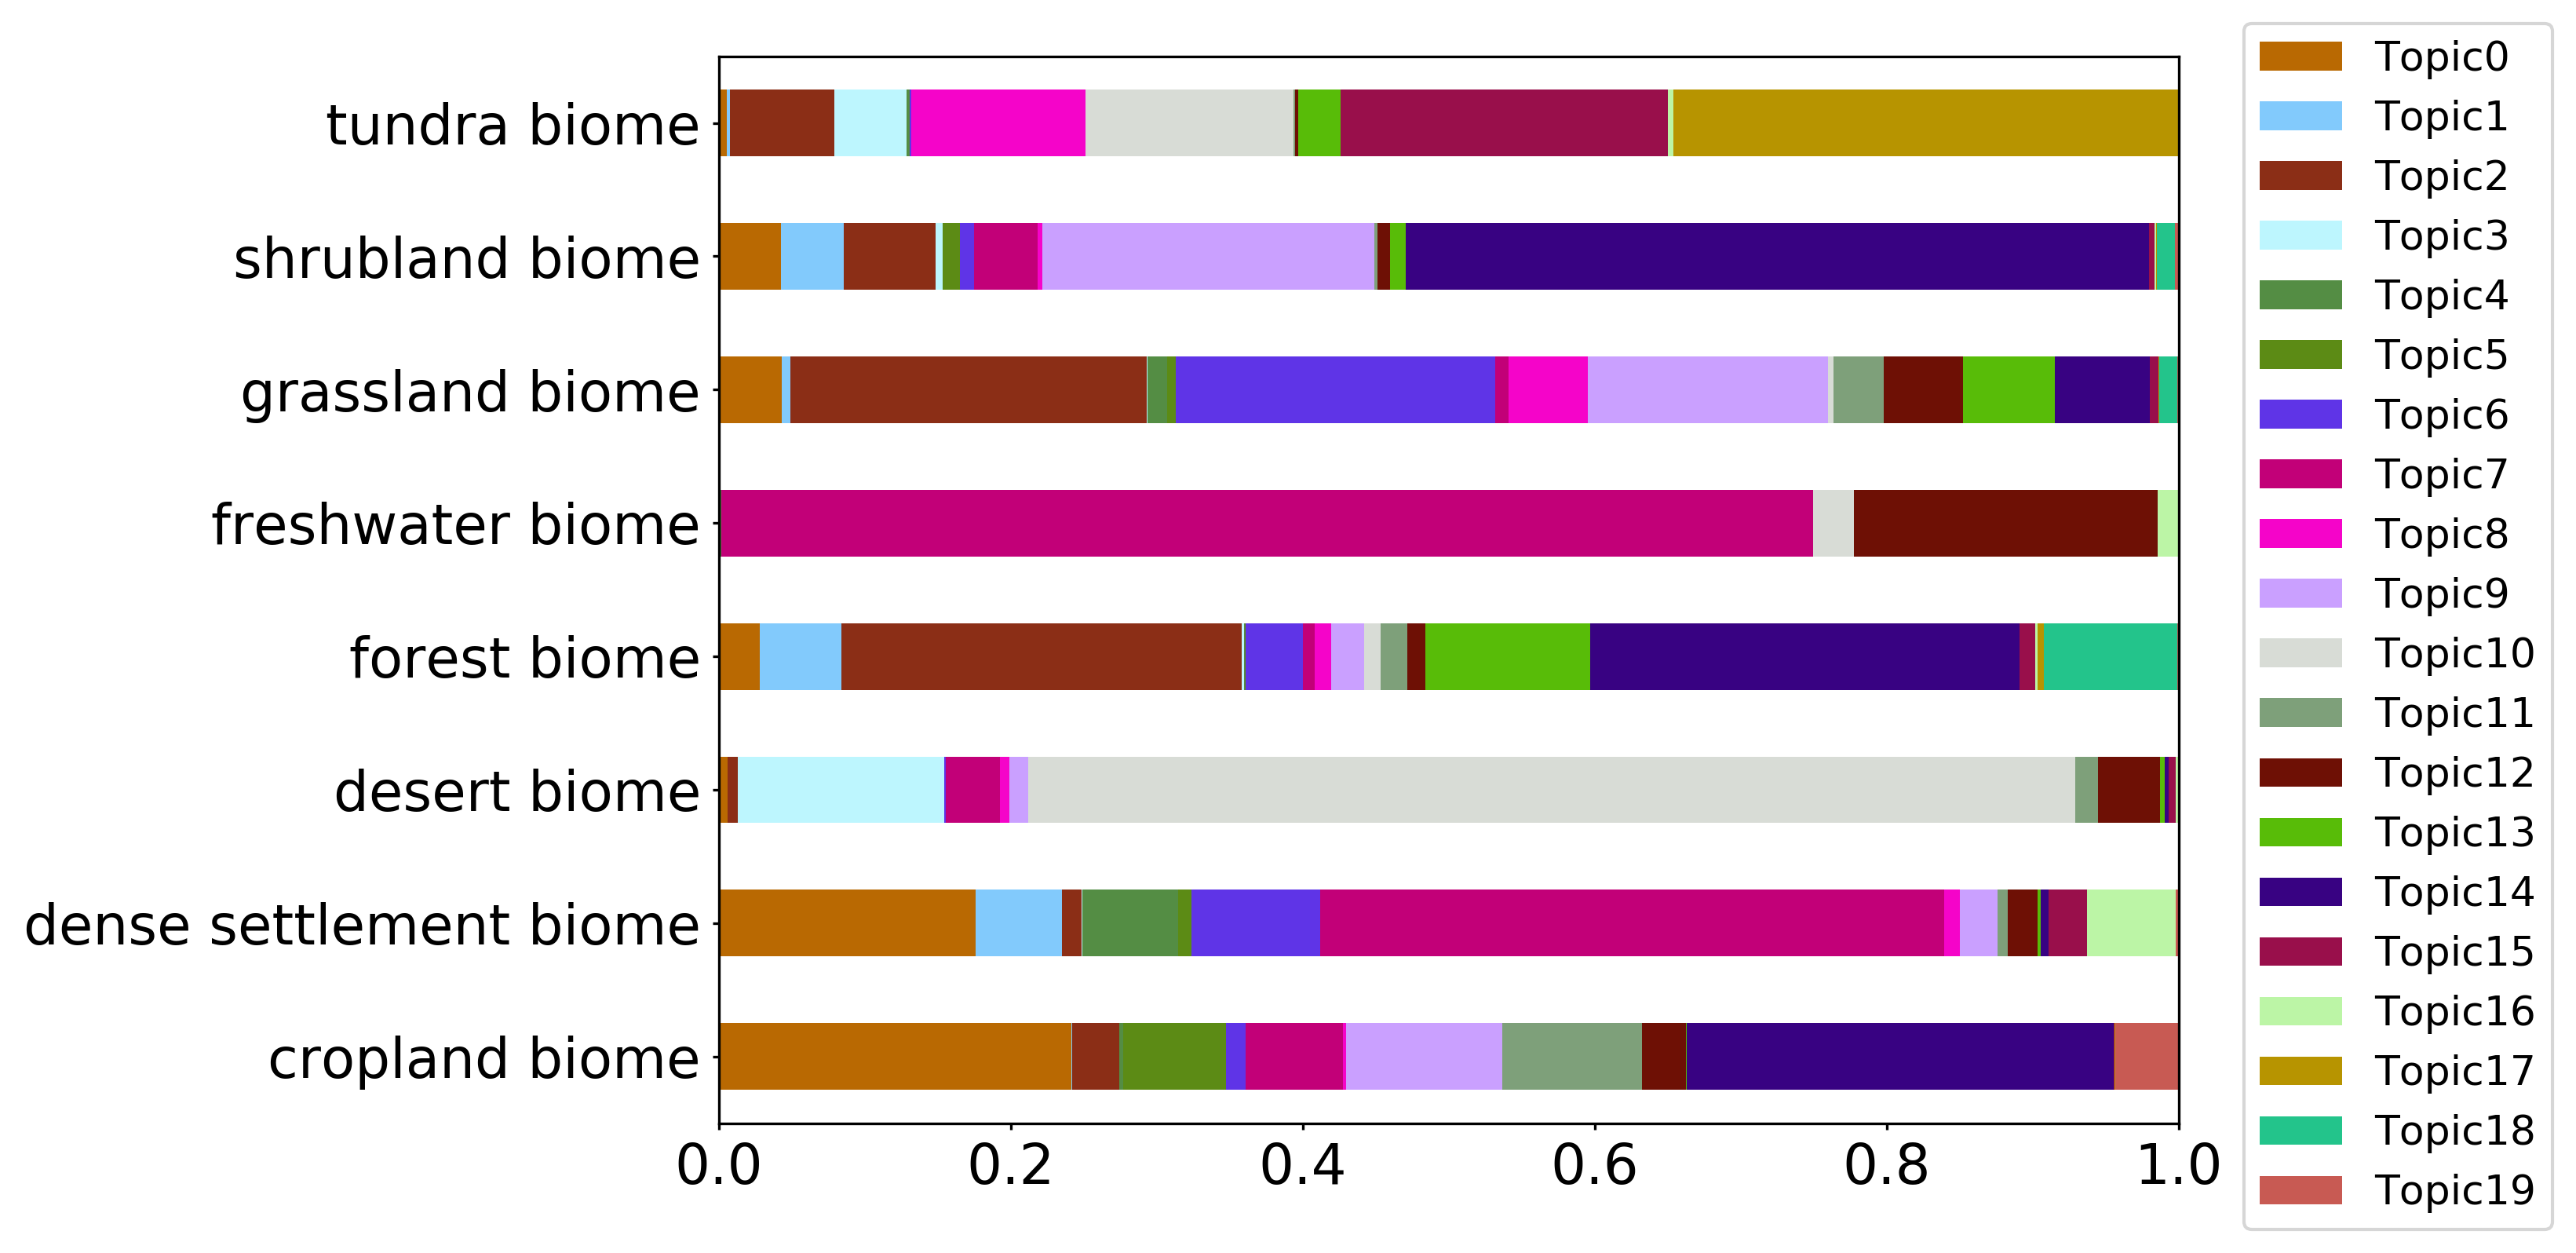 tundra biome
shrubland biome
grassland biome
freshwater biome
forest biome
desert biome
dense settlement biome
cropland biome
0.0 0.2 0.4 0.6 0.8 1.0
Topic0
Topic1
Topic2
Topic3
Topic4
Topic5
Topic6
Topic7
Topic8
Topic9
Topic10
Topic11
Topic12
Topic13
Topic14
Topic15
Topic16
Topic17
Topic18
Topic19